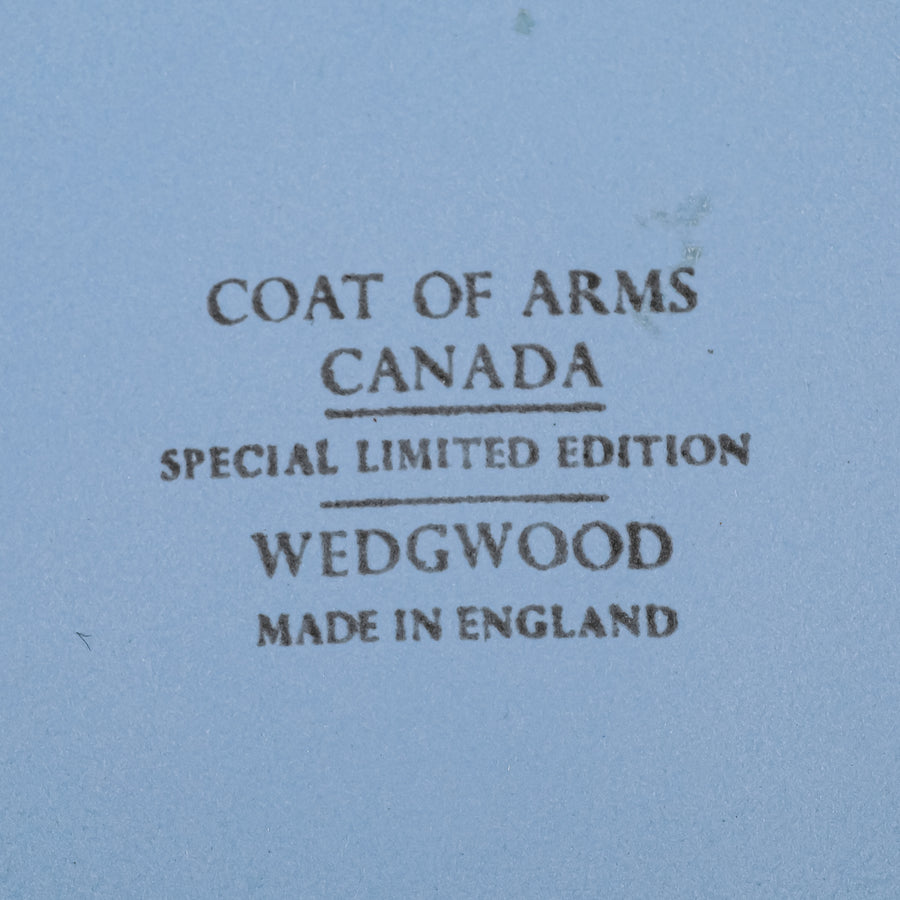 COAT OF ARMS
CANADA
SPECIAL LIMITED EDITION
WEDGWOOD
MADE IN ENGLAND